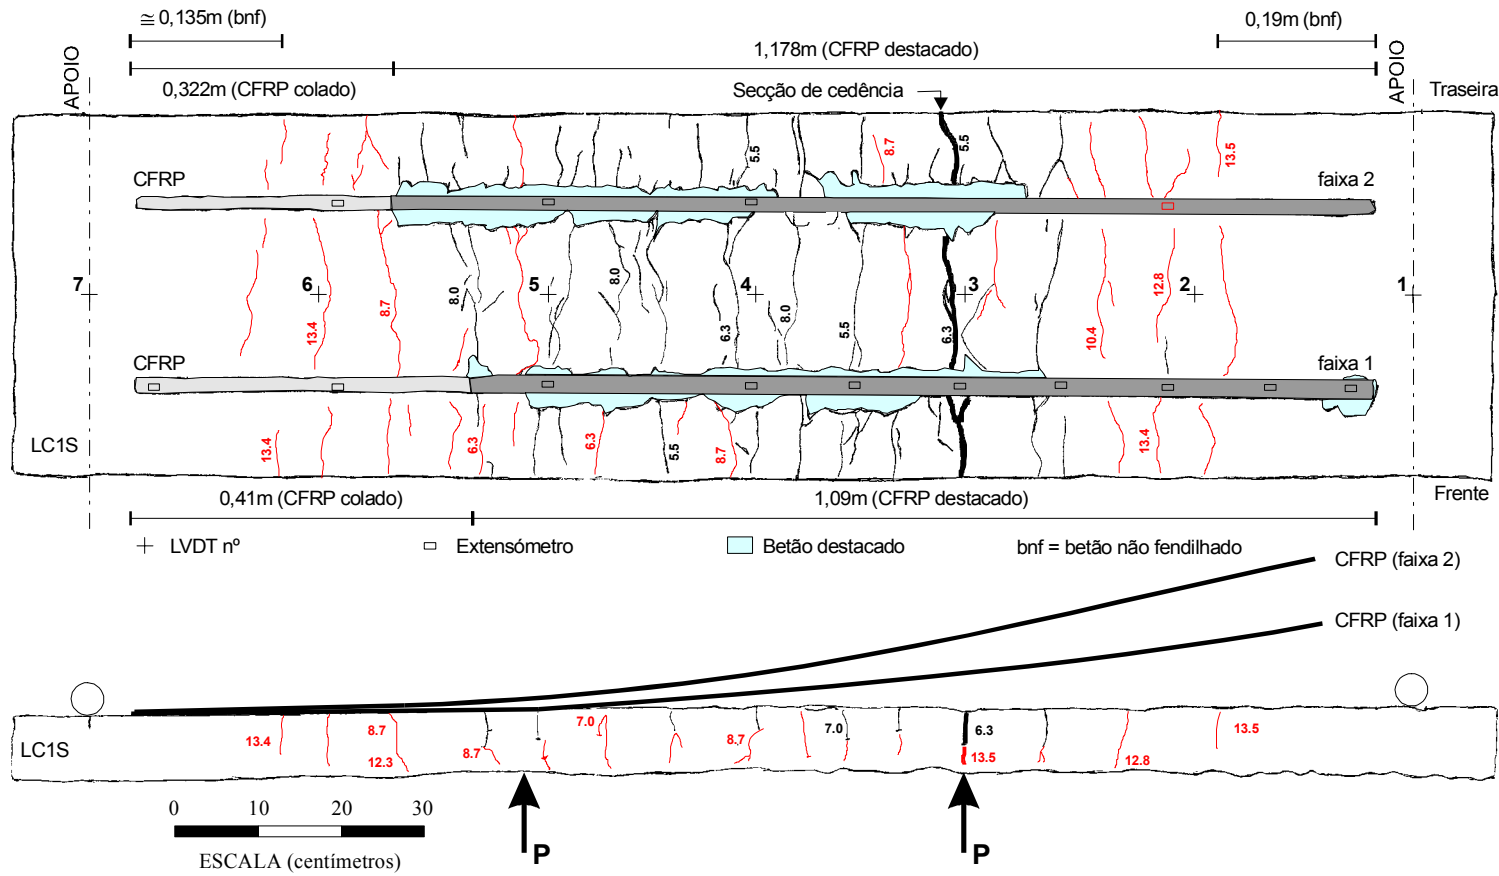 ≅ 0,135m (bnf)
0,19m (bnf)
1,178m (CFRP destacado)
APOIO
APOIO
0,322m (CFRP colado)
Secção de cedência
Traseira
5.5
8.7
5.5
13.5
CFRP
faixa 2
7
6
5
4
3
2
1
13.4
8.7
8.0
8.0
6.3
8.0
5.5
6.3
10.4
12.8
CFRP
faixa 1
LC1S
13.4
6.3
6.3
5.5
8.7
13.4
Frente
0,41m (CFRP colado)
1,09m (CFRP destacado)
LVDT nº
Extensómetro
Betão destacado
bnf = betão não fendilhado
CFRP (faixa 2)
CFRP (faixa 1)
LC1S
13.4
8.7
12.3
8.7
7.0
8.7
7.0
6.3
13.5
12.8
13.5
0 10 20 30
ESCALA (centímetros)
P
P